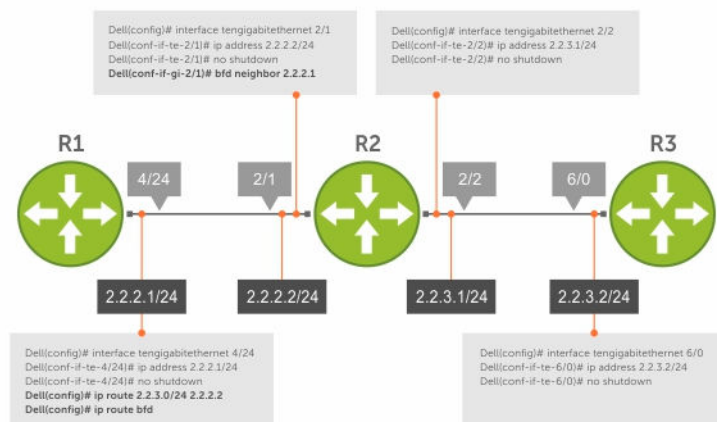 Dell(config)# interface tengigabitethernet 2/1
Dell(conf-if-te-2/1)# ip address 2.2.2.2/24
Dell(conf-if-te-2/1)# no shutdown
Dell(conf-if-gi-2/1)# bfd neighbor 2.2.2.1
Dell(config)# interface tengigabitethernet 2/2
Dell(conf-if-te-2/2)# ip address 2.2.3.1/24
Dell(conf-if-te-2/2)# no shutdown
R1
R2
R3
4/24
2/1
2/2
6/0
2.2.2.1/24
2.2.2.2/24
2.2.3.1/24
2.2.3.2/24
Dell(config)# interface tengigabitethernet 4/24
Dell(conf-if-te-4/24)# ip address 2.2.2.1/24
Dell(conf-if-te-4/24)# no shutdown
Dell(config)# ip route 2.2.3.0/24 2.2.2.2
Dell(config)# ip route bfd
Dell(config)# interface tengigabitethernet 6/0
Dell(conf-if-te-6/0)# ip address 2.2.3.2/24
Dell(conf-if-te-6/0)# no shutdown